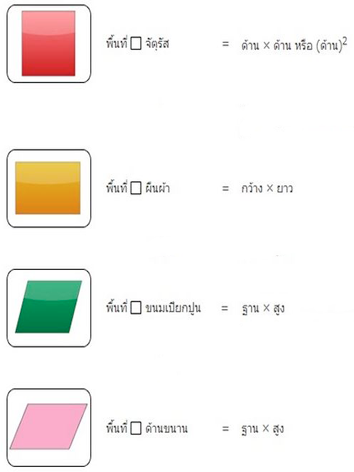 พื้นที่ □ จัตุรัส = ด้าน × ด้าน หรือ (ด้าน)²
พื้นที่ □ ผืนผ้า = กว้าง × ยาว
พื้นที่ □ ขนมเปียกปูน = ฐาน × สูง
พื้นที่ □ ด้านขนาน = ฐาน × สูง